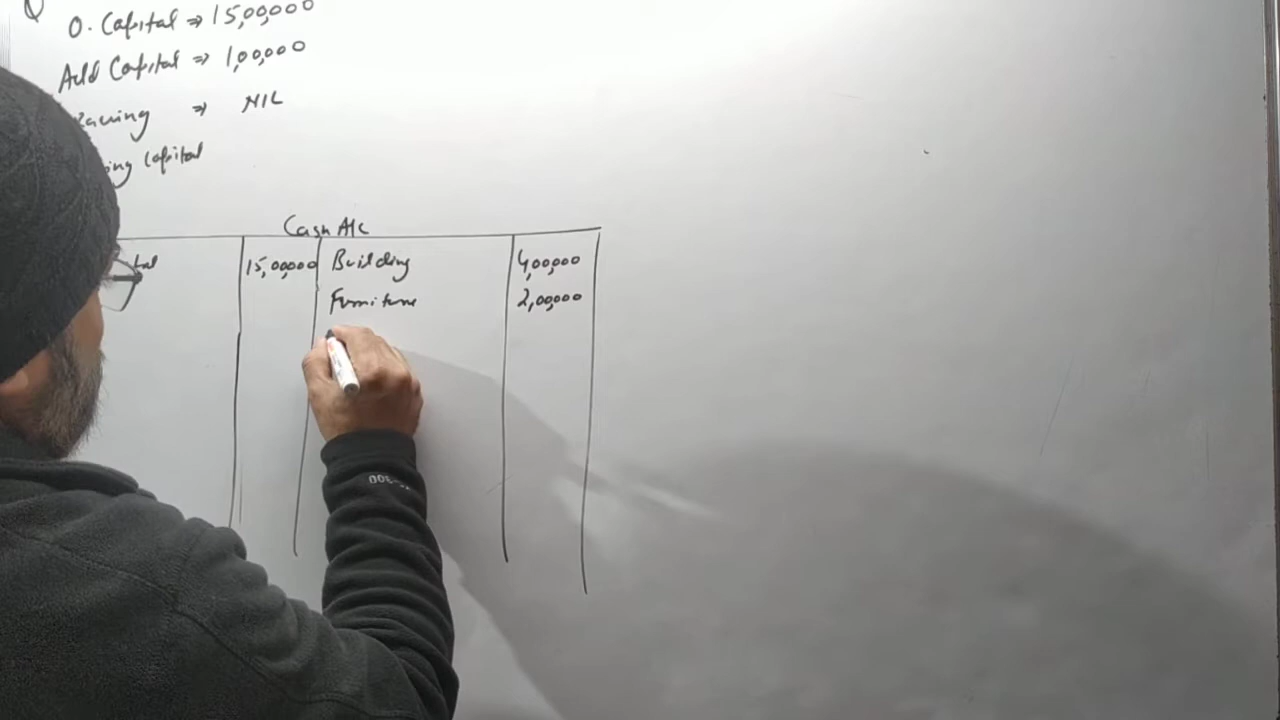 Q
O. Capital ⇒ 15,00,000
Add Capital ⇒ 1,00,000
⇒ NIL
Capital
Cash A/c
15,00,000 Building 4,00,000
Furniture 2,00,000